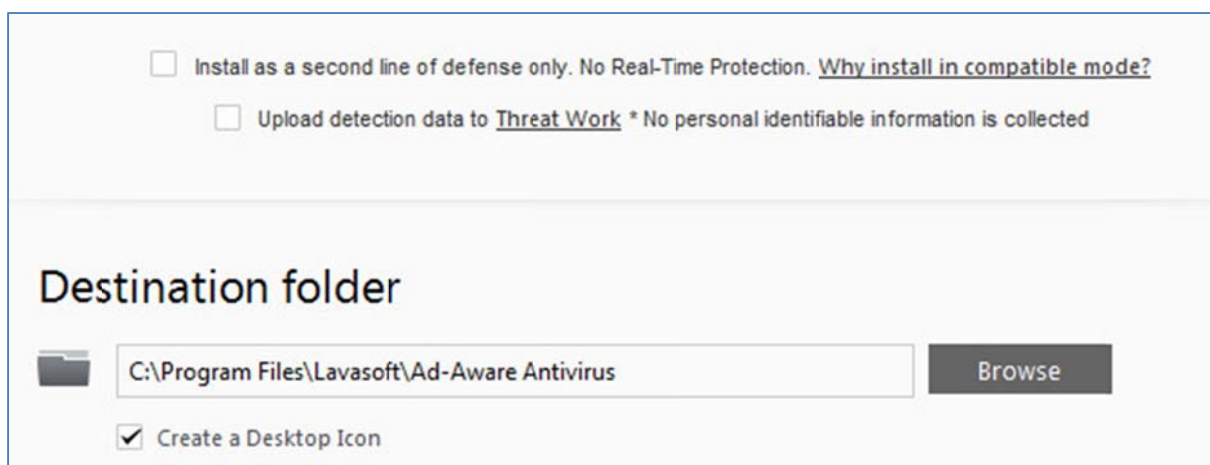 Install as a second line of defense only. No Real-Time Protection. Why install in compatible mode?
Upload detection data to Threat Work * No personal identifiable information is collected
Destination folder
C:\Program Files\Lavasoft\Ad-Aware Antivirus
Browse
Create a Desktop Icon